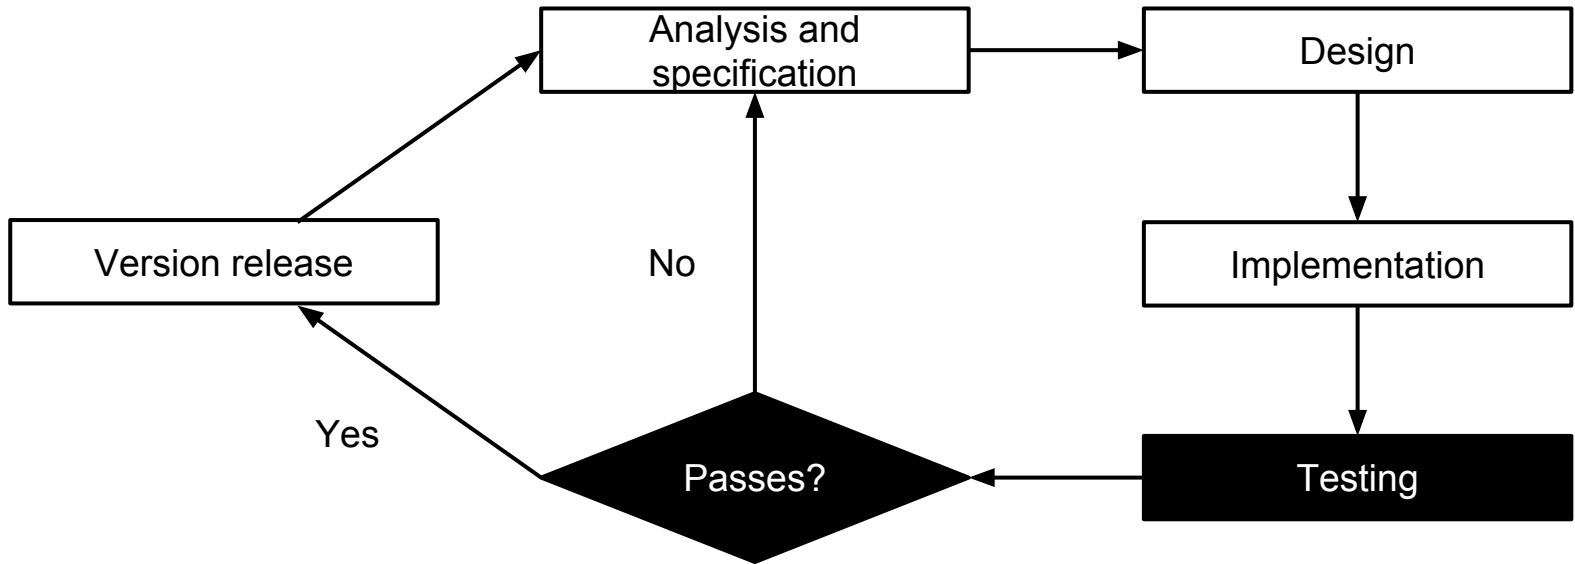 Analysis and
specification
Design
Version release
No
Implementation
Yes
Passes?
Testing